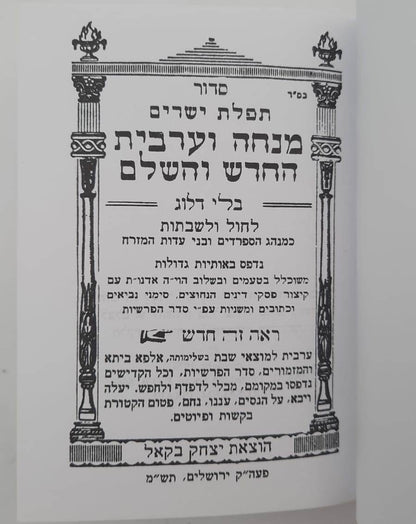 בס״ד
סדור
תפלת ישרים
מנחה וערבית
החדש והשלם
בלי דלוג
לחול ולשבתות
כמנהג הספרדים ובני עדות המזרח
נדפס באותיות גדולות
משוכלל בטעמים ובשלוב הוי״ה אדנו״ת עם
קיצור פסקי דינים הנחוצים, סימני נביאים
וכתובים ומשניות עפ״י סדר הפרשיות
ראה זה חדש
ערבית למוצאי שבת בשלימותה, אלפא ביתא
והמזמורים, סדר הפרשיות, וכל הקדישים
נדפסו במקומם, מבלי לדפדף ולחפש. יעלה
ויבא, על הנסים, עננו, נחם, פטום הקטורת
בקשות ופיוטים.
הוצאת יצחק בקאל
פעה״ק ירושלים, תש״מ